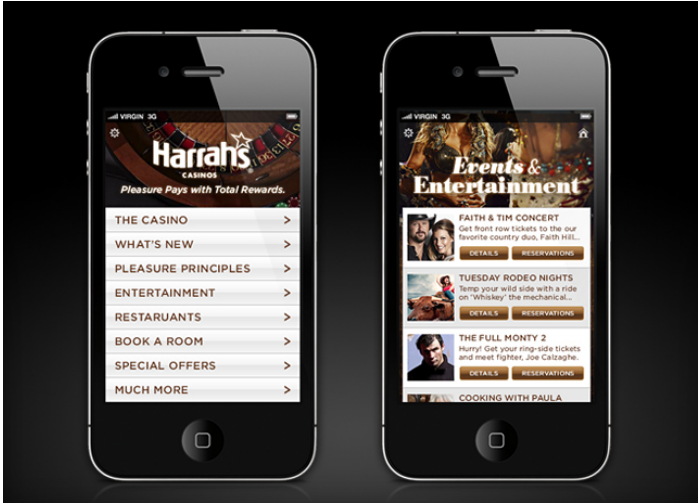 VIRGIN 3G
Harrah's
CASINOS
Pleasure Pays with Total Rewards.
THE CASINO >
WHAT'S NEW >
PLEASURE PRINCIPLES >
ENTERTAINMENT >
RESTARUANTS >
BOOK A ROOM >
SPECIAL OFFERS >
MUCH MORE >
VIRGIN 3G
Events &
Entertainment
FAITH & TIM CONCERT
Get front row tickets to the our
favorite country duo, Faith Hill...
DETAILS RESERVATIONS
TUESDAY RODEO NIGHTS
Temp your wild side with a ride
on 'Whiskey' the mechanical...
DETAILS RESERVATIONS
THE FULL MONTY 2
Hurry! Get your ring-side tickets
and meet fighter, Joe Calzaghe.
DETAILS RESERVATIONS
COOKING WITH PAULA